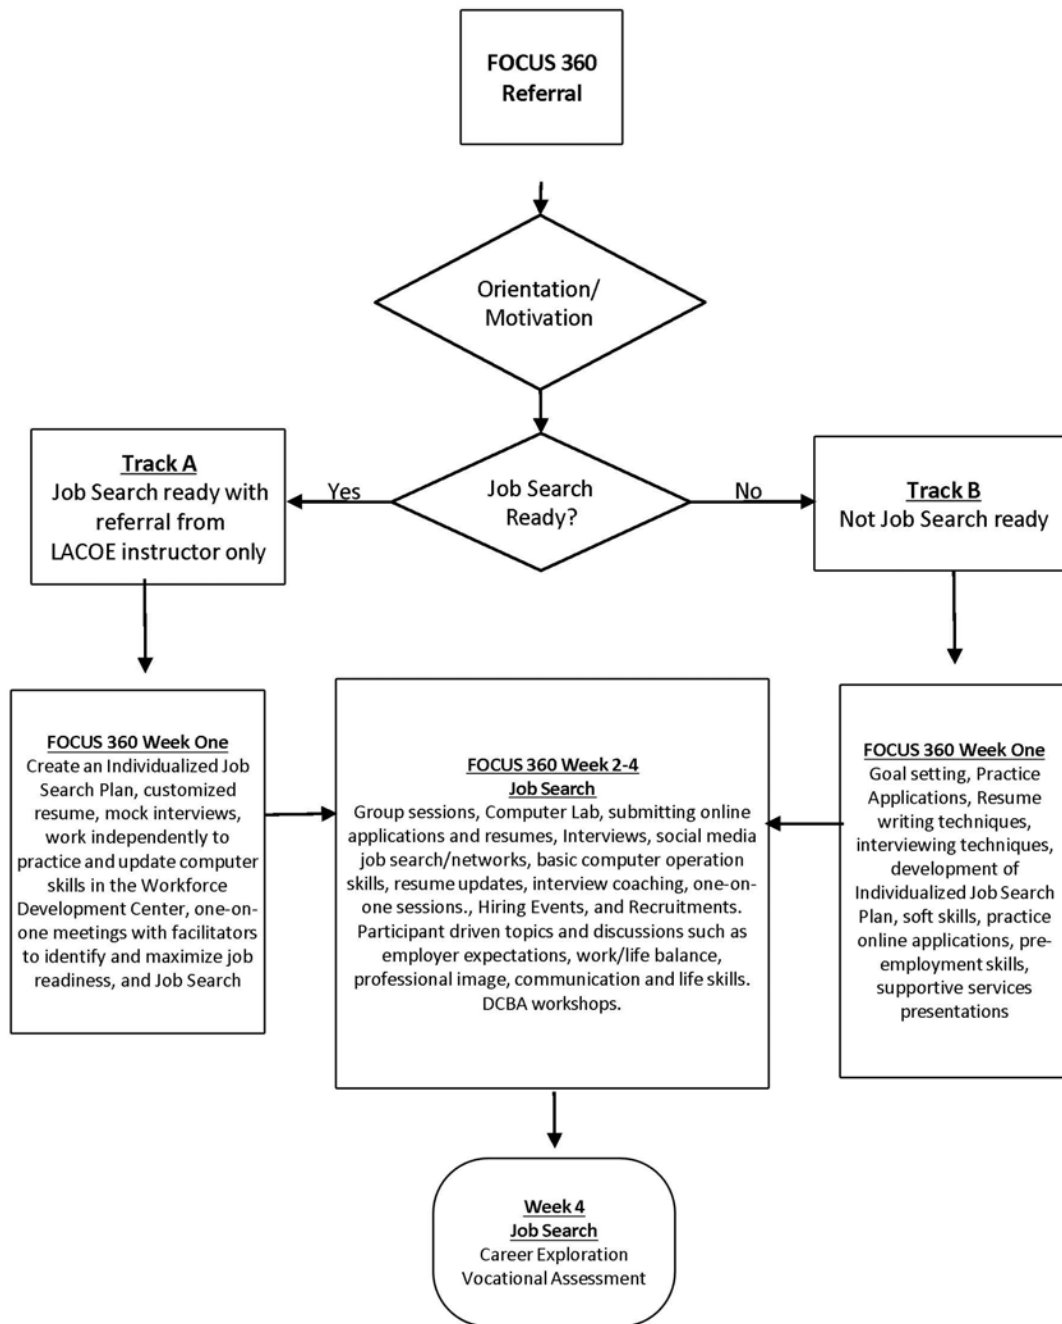 FOCUS 360
Referral
Orientation/
Motivation
Track A
Job Search ready with
referral from
LACOE instructor only
Yes
Job Search
Ready?
No
Track B
Not Job Search ready
FOCUS 360 Week One
Create an Individualized Job
Search Plan, customized
resume, mock interviews,
work independently to
practice and update computer
skills in the Workforce
Development Center, one-on-
one meetings with facilitators
to identify and maximize job
readiness, and Job Search
FOCUS 360 Week 2-4
Job Search
Group sessions, Computer Lab, submitting online
applications and resumes, Interviews, social media
job search/networks, basic computer operation
skills, resume updates, interview coaching, one-on-
one sessions., Hiring Events, and Recruitments.
Participant driven topics and discussions such as
employer expectations, work/life balance,
professional image, communication and life skills.
DCBA workshops.
FOCUS 360 Week One
Goal setting, Practice
Applications, Resume
writing techniques,
interviewing techniques,
development of
Individualized Job Search
Plan, soft skills, practice
online applications, pre-
employment skills,
supportive services
presentations
Week 4
Job Search
Career Exploration
Vocational Assessment